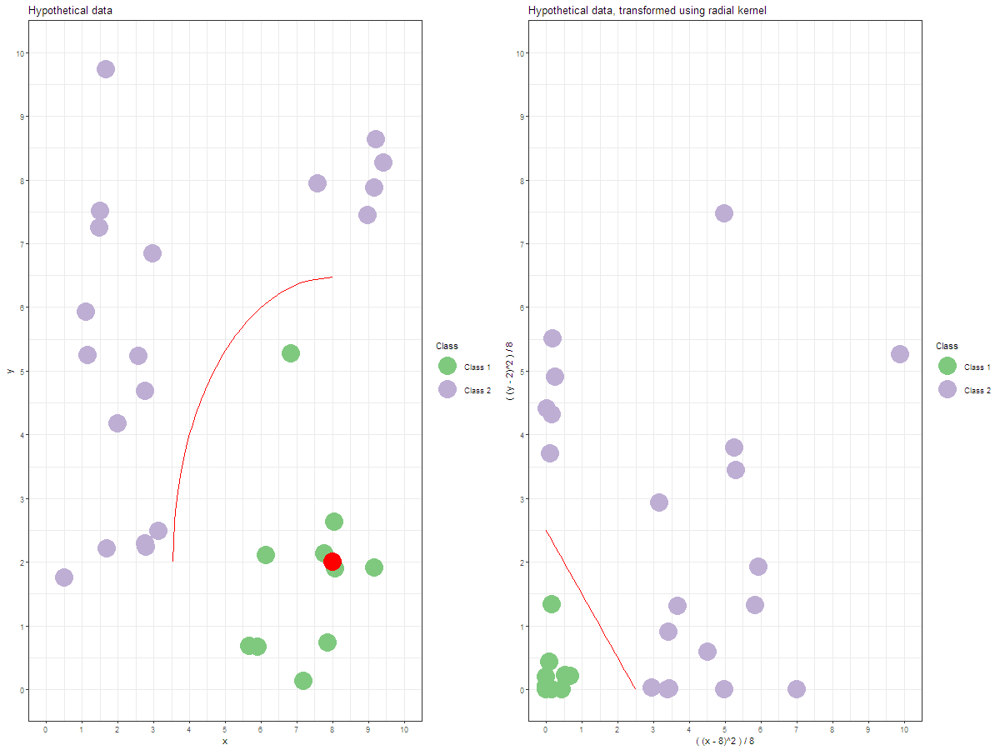 Hypothetical data
10
9
8
7
6
5
4
3
2
1
0
y
0 1 2 3 4 5 6 7 8 9 10
x
Class
Class 1
Class 2
Hypothetical data, transformed using radial kernel
10
9
8
7
6
5
4
3
2
1
0
( (y - 2)^2 ) / 8
0 1 2 3 4 5 6 7 8 9 10
( (x - 8)^2 ) / 8
Class
Class 1
Class 2